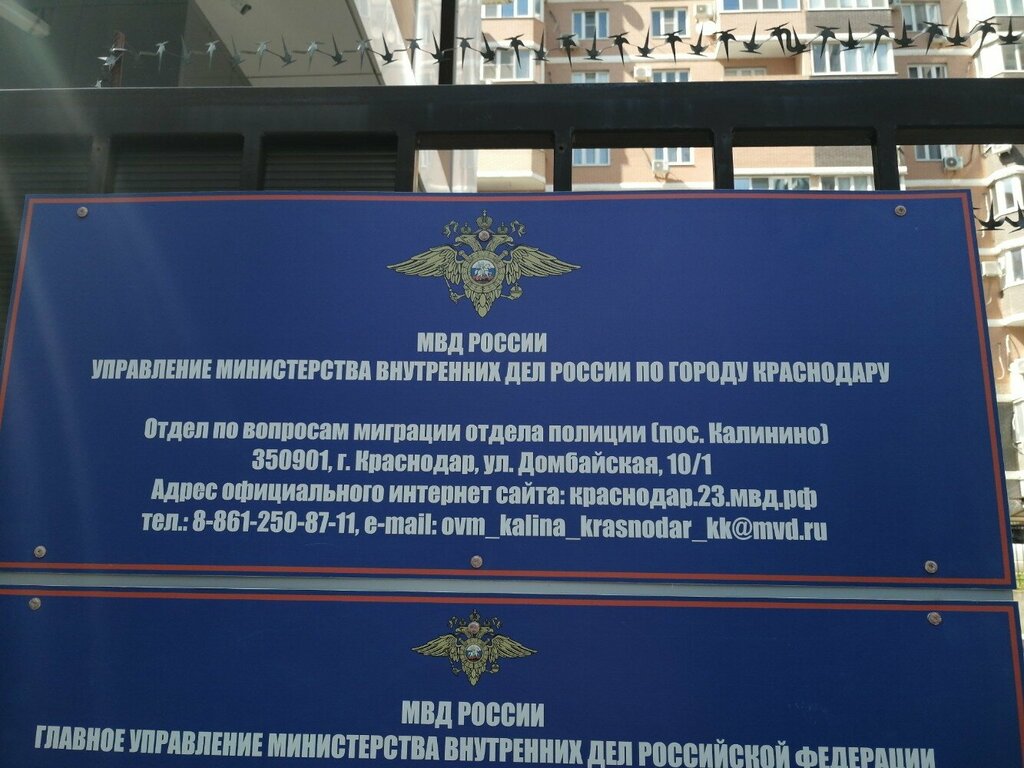 МВД РОССИИ
УПРАВЛЕНИЕ МИНИСТЕРСТВА ВНУТРЕННИХ ДЕЛ РОССИИ ПО ГОРОДУ КРАСНОДАРУ
Отдел по вопросам миграции отдела полиции (пос. Калинино)
350901, г. Краснодар, ул. Домбайская, 10/1
Адрес официального интернет сайта: краснодар.23.мвд.рф
тел.: 8-861-250-87-11, e-mail: ovm_kalina_krasnodar_kk@mvd.ru
МВД РОССИИ
ГЛАВНОЕ УПРАВЛЕНИЕ МИНИСТЕРСТВА ВНУТРЕННИХ ДЕЛ РОССИЙСКОЙ ФЕДЕРАЦИИ